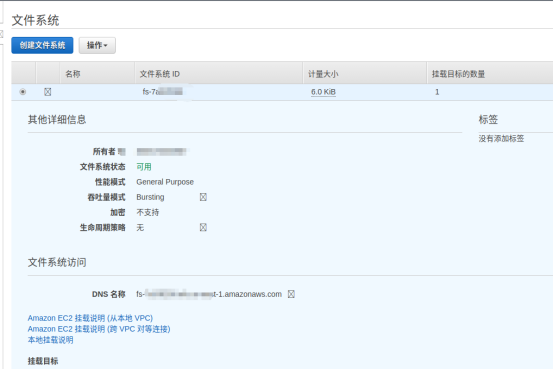 文件系统
创建文件系统 操作
名称 文件系统 ID 计量大小 挂载目标的数量
fs-7 6.0 KiB 1
其他详细信息 标签
没有添加标签
所有者
文件系统状态 可用
性能模式 General Purpose
吞吐量模式 Bursting
加密 不支持
生命周期策略 无
文件系统访问
DNS 名称 fs- st-1.amazonaws.com
Amazon EC2 挂载说明 (从本地 VPC)
Amazon EC2 挂载说明 (跨 VPC 对等连接)
本地挂载说明
挂载目标